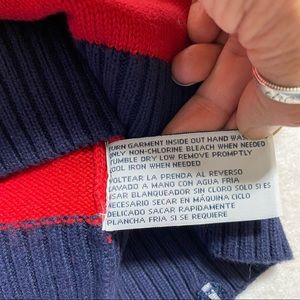 TURN GARMENT INSIDE OUT HAND WASH
ONLY NON-CHLORINE BLEACH WHEN NEEDED
TUMBLE DRY LOW REMOVE PROMPTLY
COOL IRON WHEN NEEDED
VOLTEAR LA PRENDA AL REVERSO
LAVADO A MANO CON AGUA FRIA
USAR BLANQUEADOR SIN CLORO SOLO SI ES
NECESARIO SECAR EN MÁQUINA CICLO
DELICADO SACAR RAPIDAMENTE
PLANCHA FRIA SI SE REQUIERE